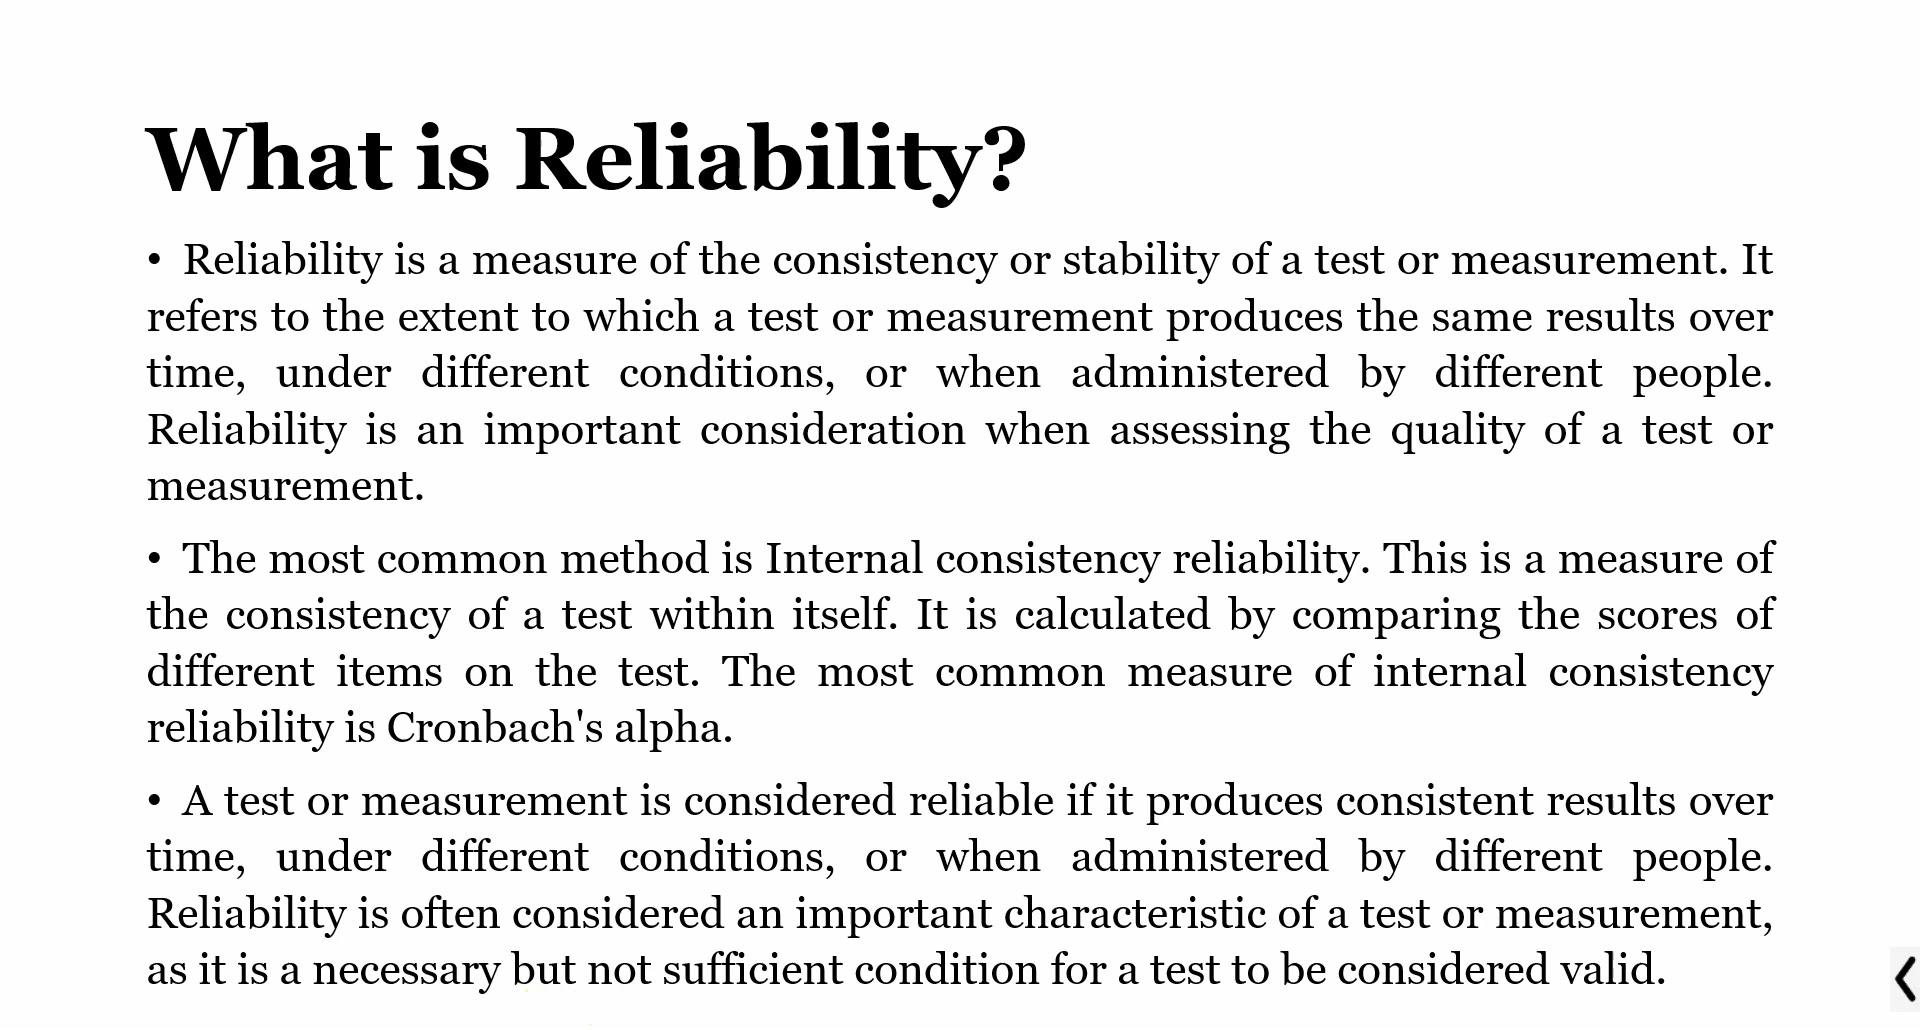 What is Reliability?
• Reliability is a measure of the consistency or stability of a test or measurement. It
refers to the extent to which a test or measurement produces the same results over
time, under different conditions, or when administered by different people.
Reliability is an important consideration when assessing the quality of a test or
measurement.
• The most common method is Internal consistency reliability. This is a measure of
the consistency of a test within itself. It is calculated by comparing the scores of
different items on the test. The most common measure of internal consistency
reliability is Cronbach's alpha.
• A test or measurement is considered reliable if it produces consistent results over
time, under different conditions, or when administered by different people.
Reliability is often considered an important characteristic of a test or measurement,
as it is a necessary but not sufficient condition for a test to be considered valid.